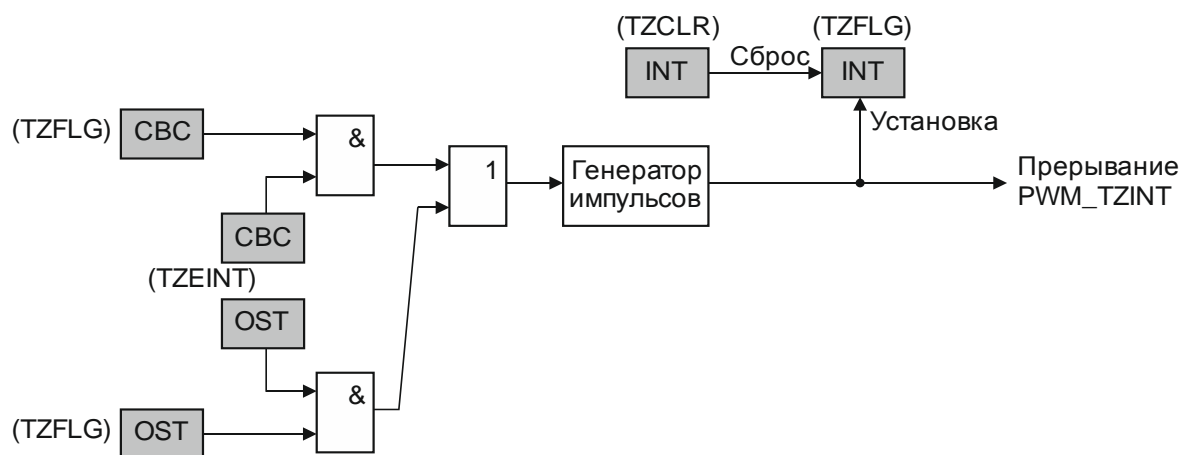 (TZCLR)
(TZFLG)
INT
Сброс
INT
(TZFLG)
CBC
&
Установка
1
Генератор
импульсов
Прерывание
PWM_TZINT
CBC
(TZEINT)
OST
&
(TZFLG)
OST